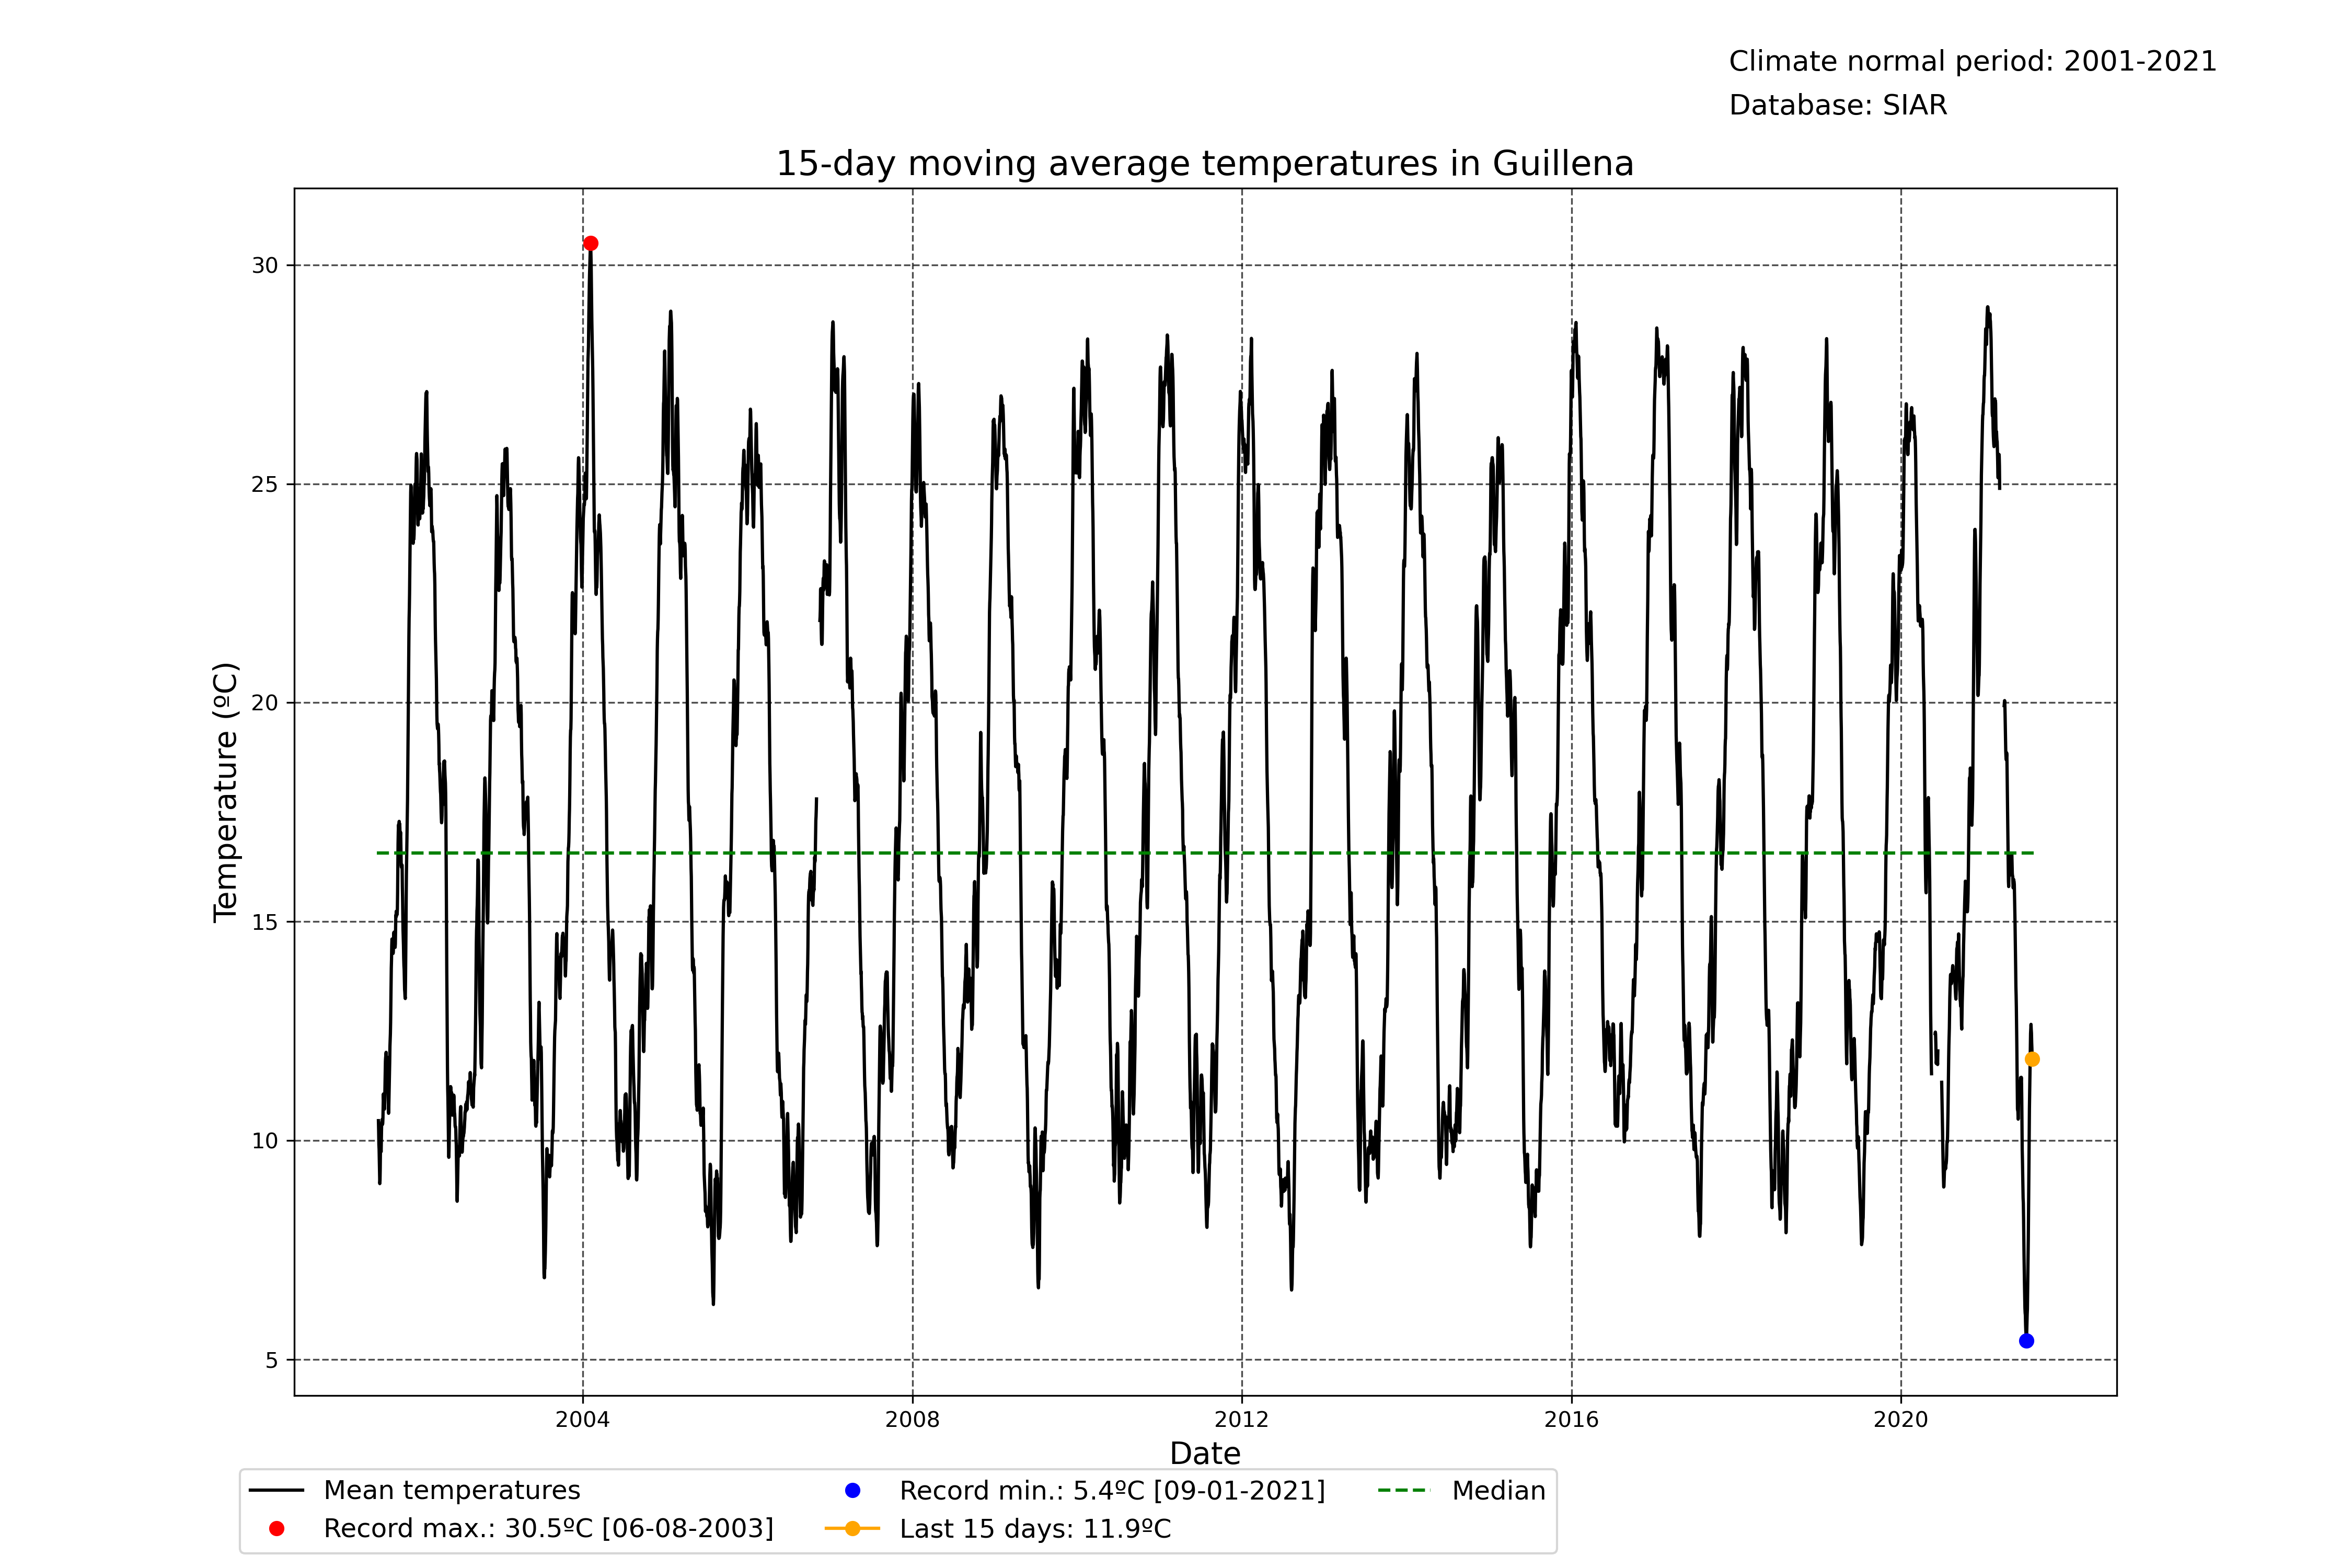 Climate normal period: 2001-2021
Database: SIAR
15-day moving average temperatures in Guillena
Temperature (ºC)
30
25
20
15
10
5
2004 2008 2012 2016 2020
Date
Mean temperatures
Record max.: 30.5ºC [06-08-2003]
Record min.: 5.4ºC [09-01-2021]
Last 15 days: 11.9ºC
Median